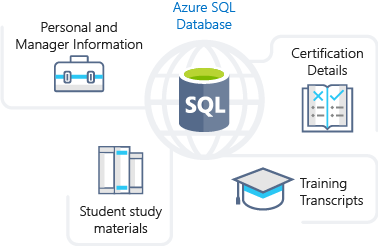 Azure SQL
Database
Personal and
Manager Information
Certification
Details
SQL
Student study
materials
Training
Transcripts